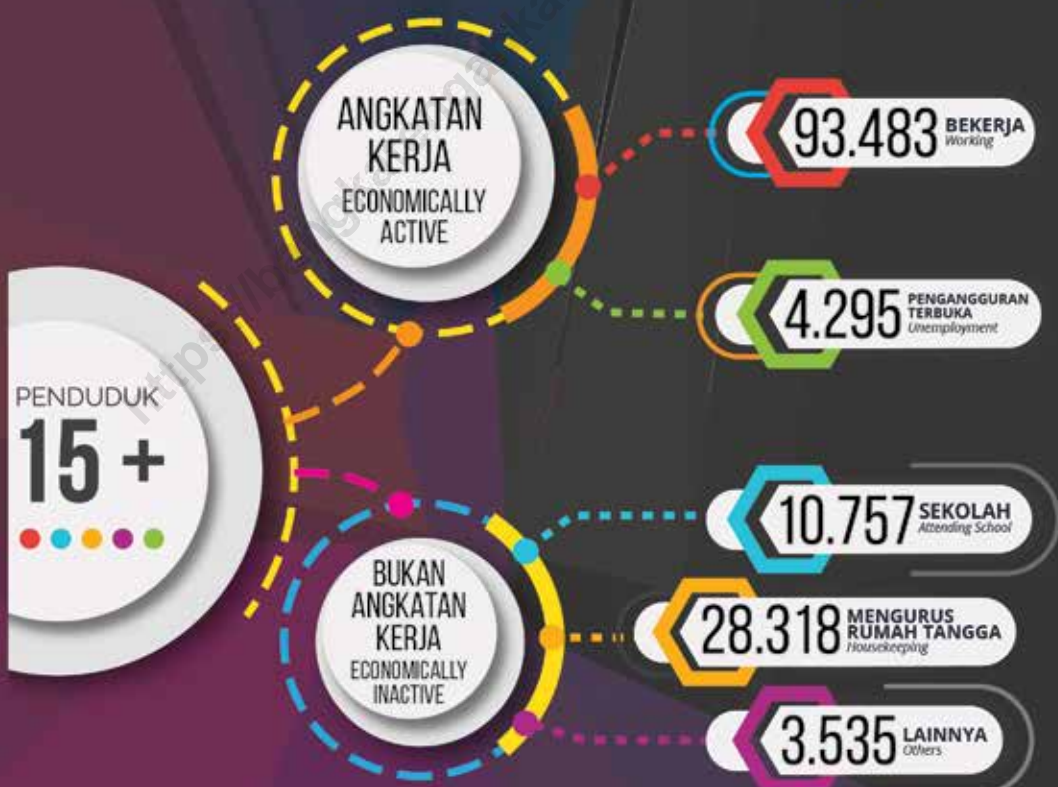 PENDUDUK
15 +
ANGKATAN
KERJA
ECONOMICALLY
ACTIVE
93.483 BEKERJA
Working
4.295 PENGANGGURAN
TERBUKA
Unemployment
BUKAN
ANGKATAN
KERJA
ECONOMICALLY
INACTIVE
10.757 SEKOLAH
Attending School
28.318 MENGURUS
RUMAH TANGGA
Housekeeping
3.535 LAINNYA
Others